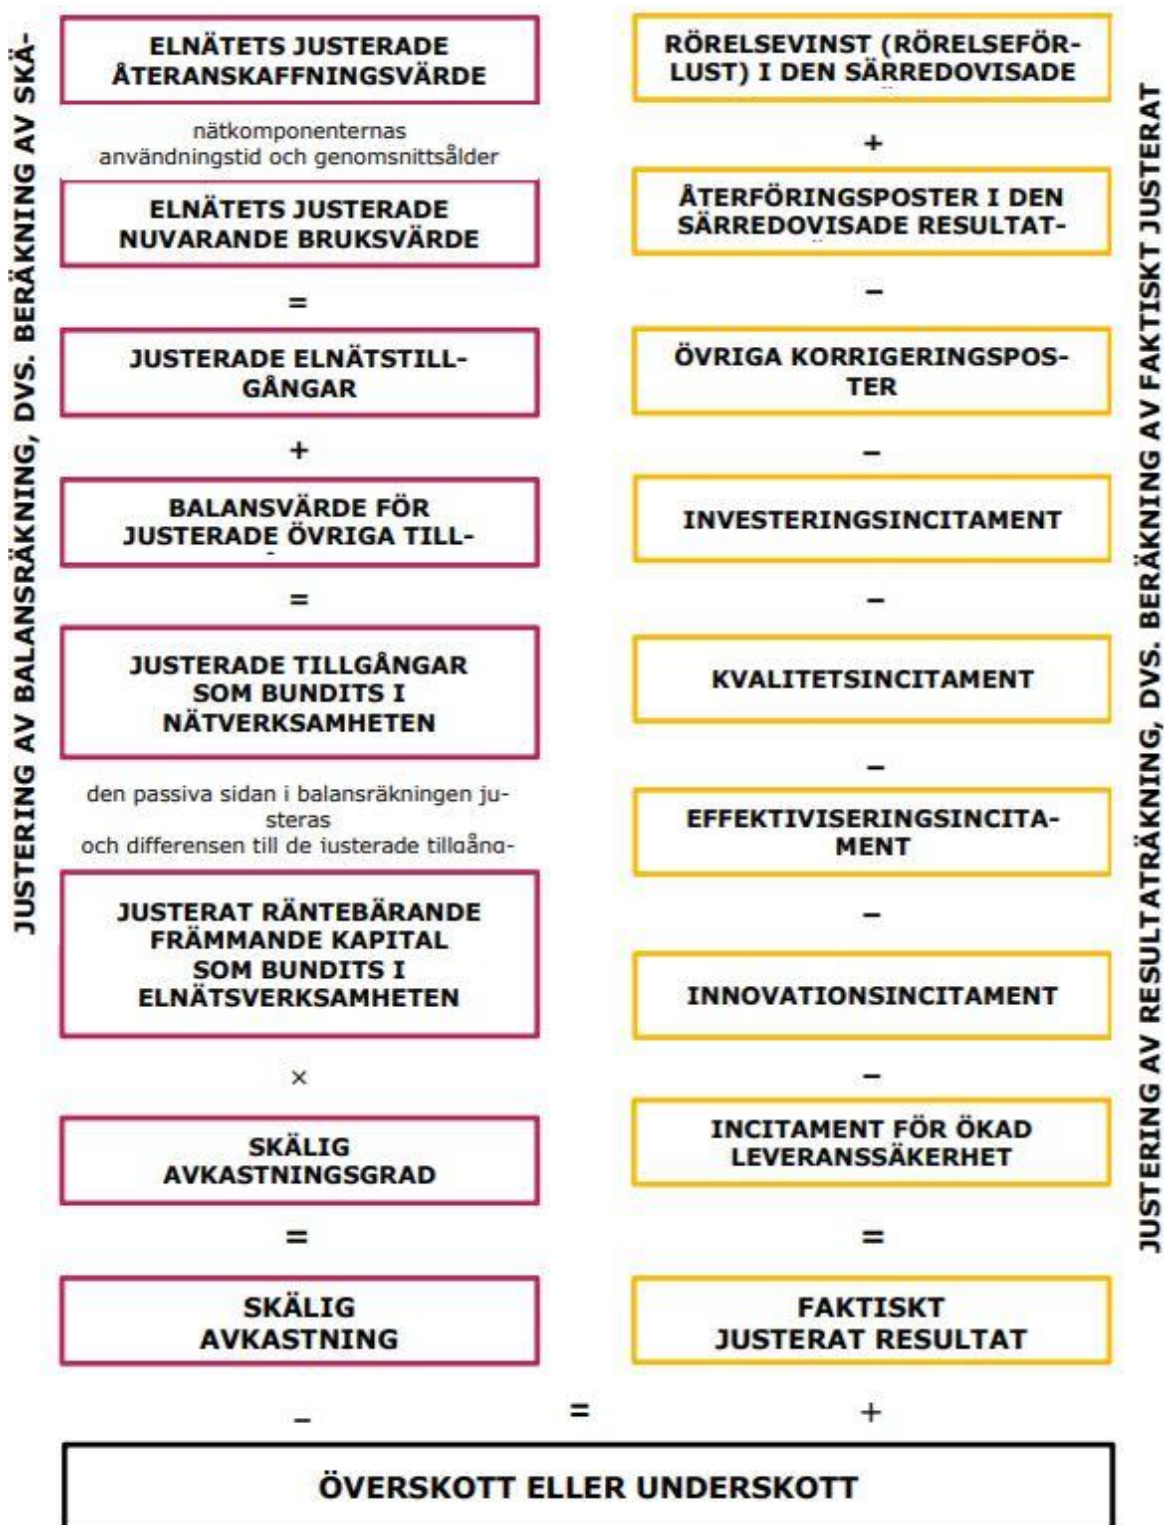 JUSTERING AV BALANSRÄKNING, DVS. BERÄKNING AV SKÄ-
ELNÄTETS JUSTERADE
ÅTERANSKAFFNINGSVÄRDE
nätkomponenternas
användningstid och genomsnittsålder
ELNÄTETS JUSTERADE
NUVARANDE BRUKSVÄRDE
=
JUSTERADE ELNÄTSTILL-
GÅNGAR
+
BALANSVÄRDE FÖR
JUSTERADE ÖVRIGA TILL-
=
JUSTERADE TILLGÅNGAR
SOM BUNDITS I
NÄTVERKSAMHETEN
den passiva sidan i balansräkningen ju-
steras
och differensen till de justerade tillgång-
JUSTERAT RÄNTEBÄRANDE
FRÄMMANDE KAPITAL
SOM BUNDITS I
ELNÄTSVERKSAMHETEN
×
SKÄLIG
AVKASTNINGSGRAD
=
SKÄLIG
AVKASTNING
–
RÖRELSEVINST (RÖRELSEFÖR-
LUST) I DEN SÄRREDOVISADE
+
ÅTERFÖRINGSPOSTER I DEN
SÄRREDOVISADE RESULTAT-
–
ÖVRIGA KORRIGERINGSPOS-
TER
–
INVESTERINGSINCITAMENT
–
KVALITETSINCITAMENT
–
EFFEKTIVISERINGSINCITA-
MENT
–
INNOVATIONSINCITAMENT
–
INCITAMENT FÖR ÖKAD
LEVERANSSÄKERHET
=
FAKTISKT
JUSTERAT RESULTAT
+
JUSTERING AV RESULTATRÄKNING, DVS. BERÄKNING AV FAKTISKT JUSTERAT
=
ÖVERSKOTT ELLER UNDERSKOTT